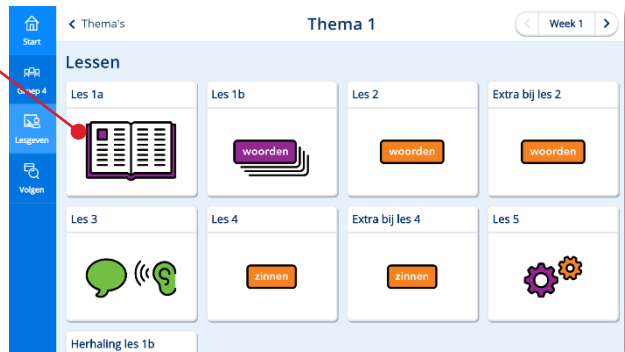 Start
Groep 4
Lesgeven
Volgen
Thema's
Thema 1
Week 1
Lessen
Les 1a
Les 1b
woorden
Les 2
woorden
Extra bij les 2
woorden
Les 3
Les 4
zinnen
Extra bij les 4
zinnen
Les 5
Herhaling les 1b